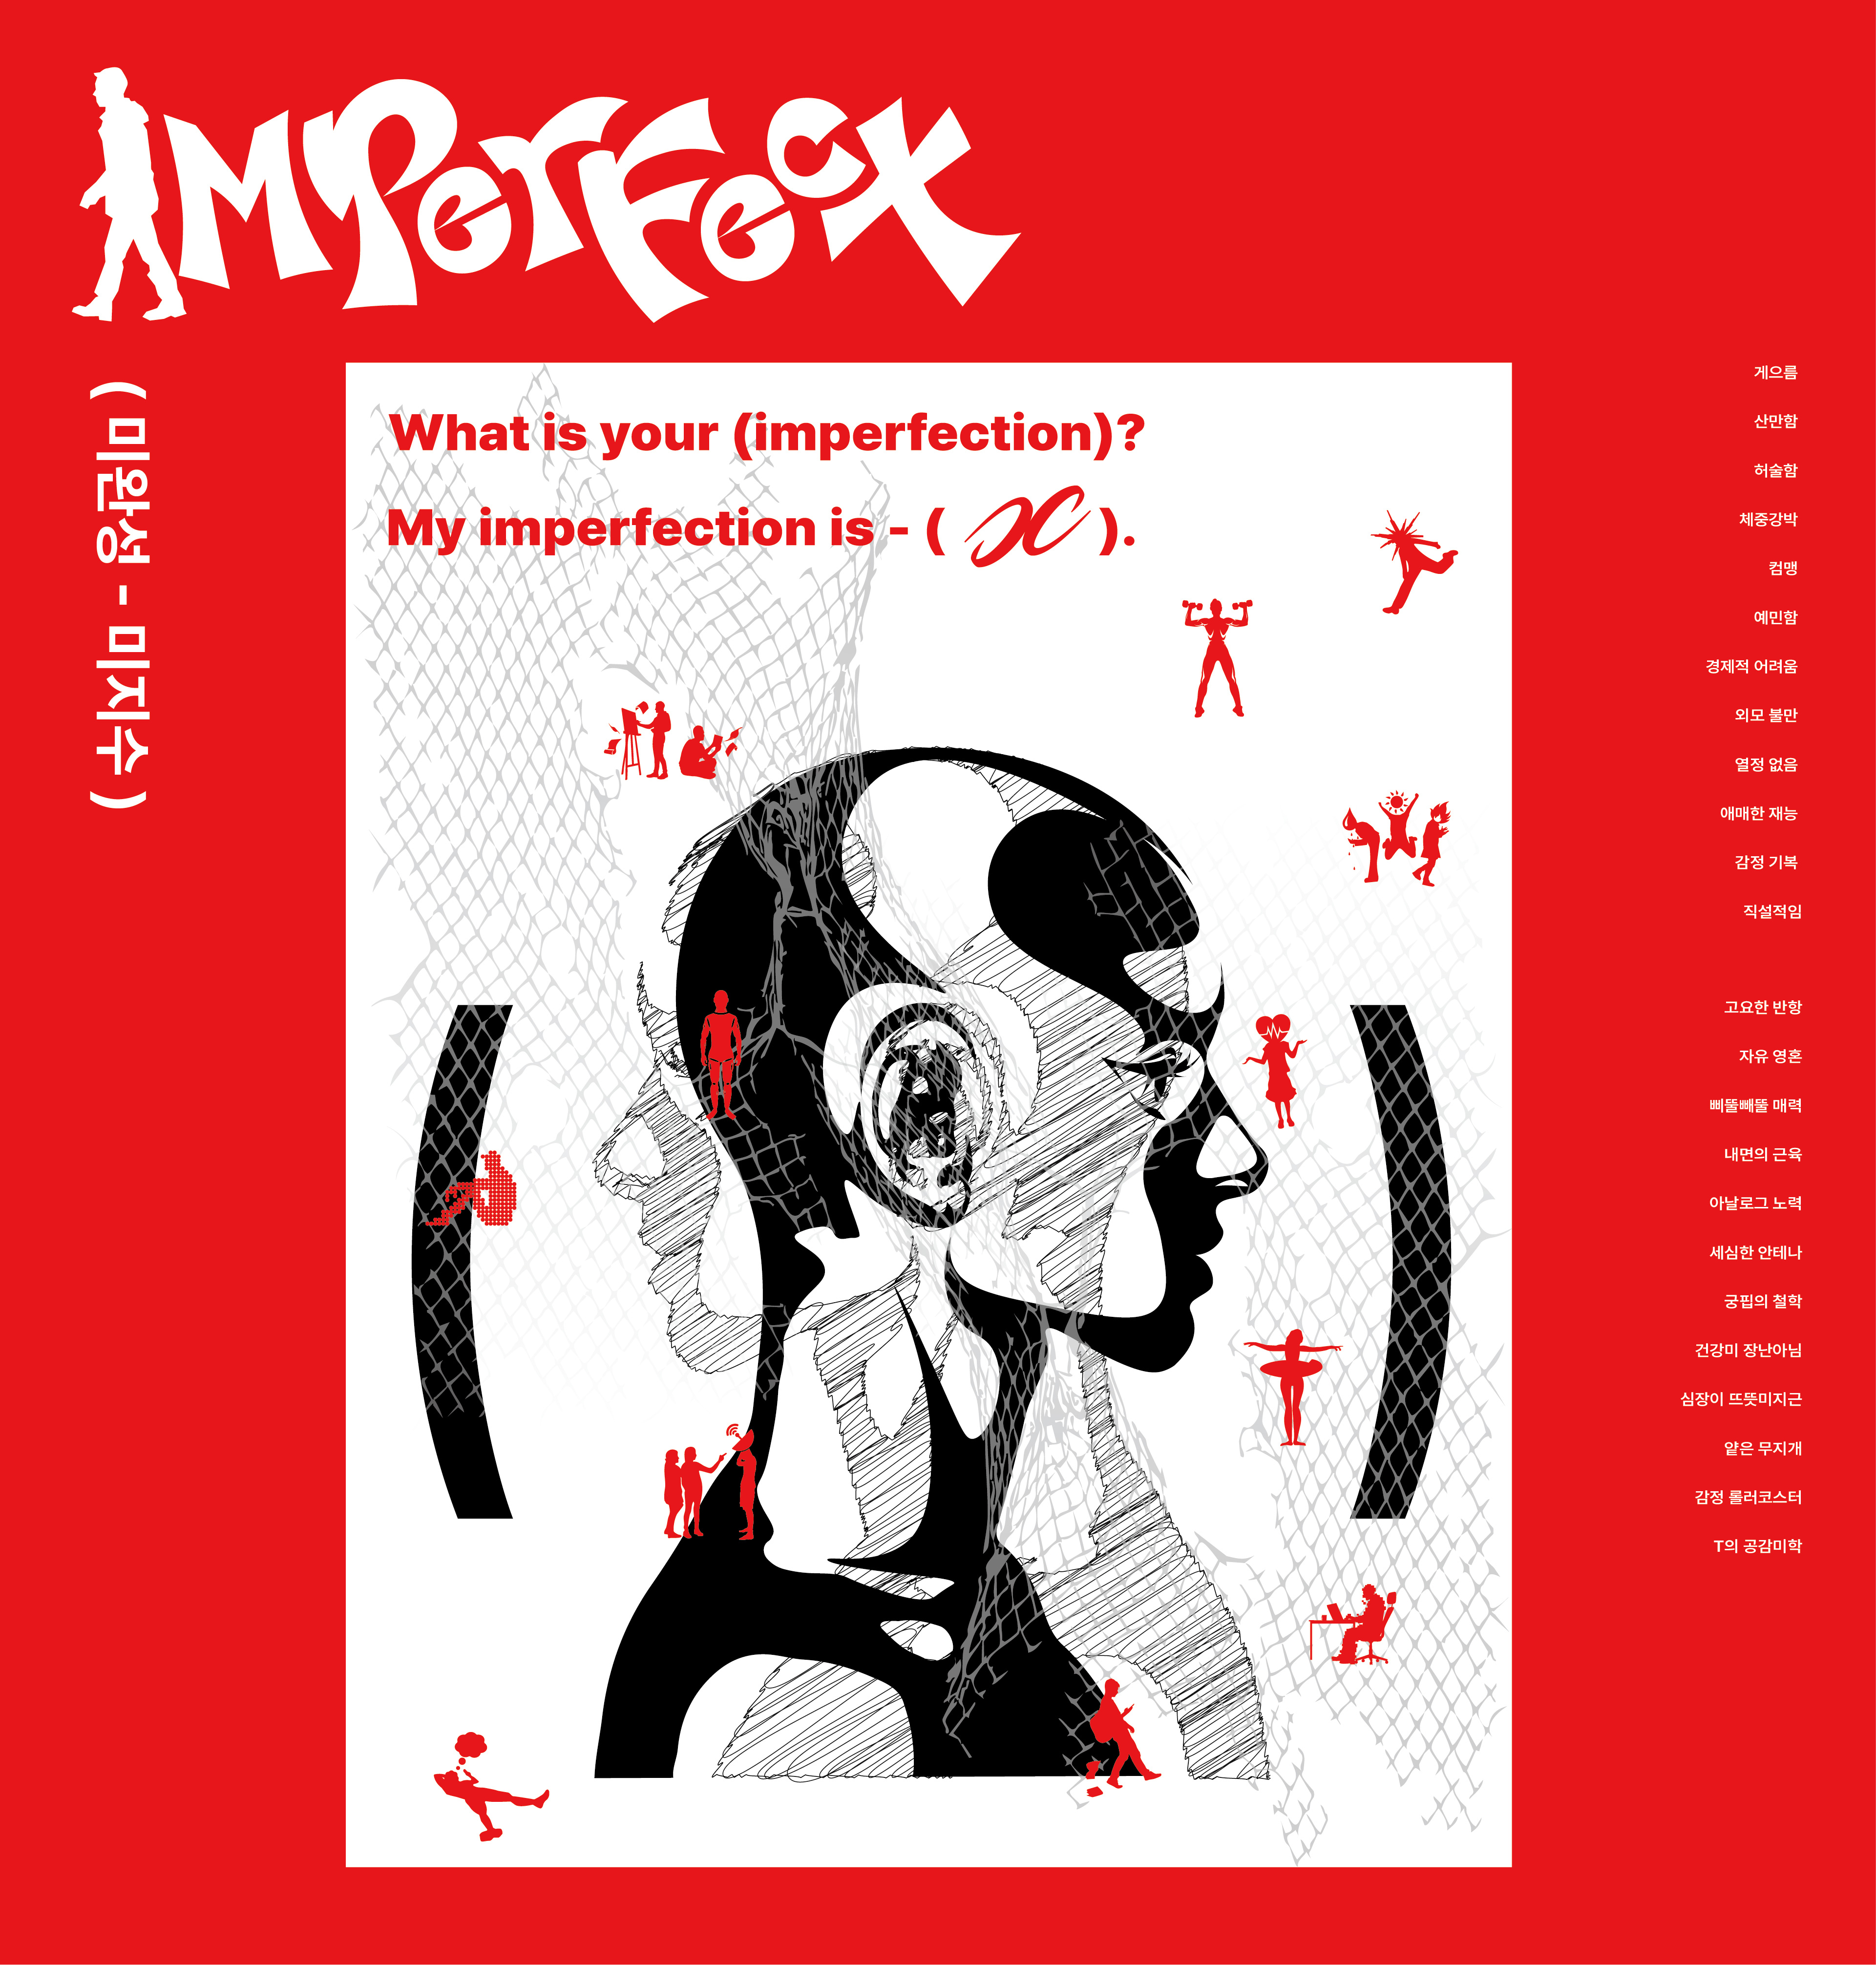 IMPerFecT
( 미완성 - 미지수 )
What is your (imperfection)?
My imperfection is - ( x ).
게으름
산만함
허술함
체중강박
컴맹
예민함
경제적 어려움
외모 불만
열정 없음
애매한 재능
감정 기복
직설적임
고요한 반항
자유 영혼
삐뚤빼뚤 매력
내면의 근육
아날로그 노력
세심한 안테나
궁핍의 철학
건강미 장난아님
심장이 뜨뜻미지근
얕은 무지개
감정 롤러코스터
T의 공감미학